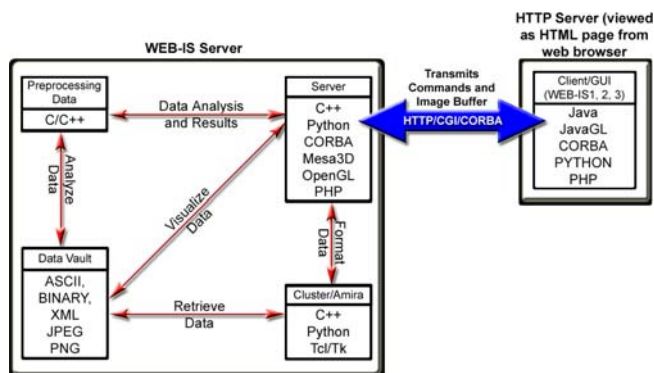 WEB-IS Server
HTTP Server (viewed
as HTML page from
web browser
Preprocessing
Data
C/C++
Data Analysis
and Results
Server
C++
Python
CORBA
Mesa3D
OpenGL
PHP
Transmits
Commands and
Image Buffer
HTTP/CGI/CORBA
Client/GUI
(WEB-IS1, 2, 3)
Java
JavaGL
CORBA
PYTHON
PHP
Analyze
Data
Visualize
Data
Format
Data
Data Vault
ASCII,
BINARY,
XML
JPEG
PNG
Retrieve
Data
Cluster/Amira
C++
Python
Tcl/Tk